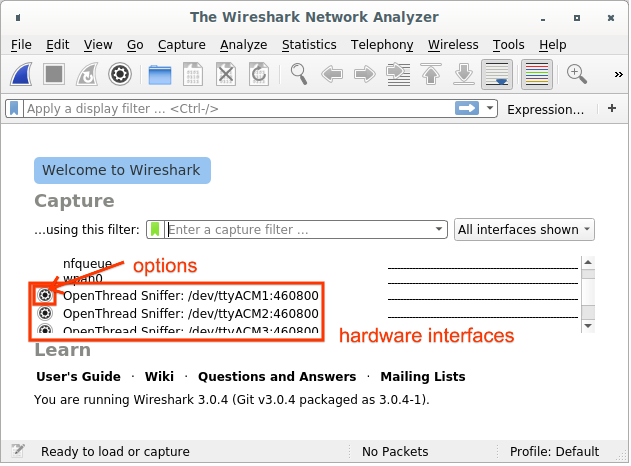 The Wireshark Network Analyzer
File Edit View Go Capture Analyze Statistics Telephony Wireless Tools Help
»
Apply a display filter … <Ctrl-/> Expression… +
Welcome to Wireshark
Capture
…using this filter: Enter a capture filter … All interfaces shown
nfqueue
wpan0
options
OpenThread Sniffer: /dev/ttyACM1:460800
OpenThread Sniffer: /dev/ttyACM2:460800
OpenThread Sniffer: /dev/ttyACM3:460800
hardware interfaces
Learn
User's Guide · Wiki · Questions and Answers · Mailing Lists
You are running Wireshark 3.0.4 (Git v3.0.4 packaged as 3.0.4-1).
Ready to load or capture No Packets Profile: Default